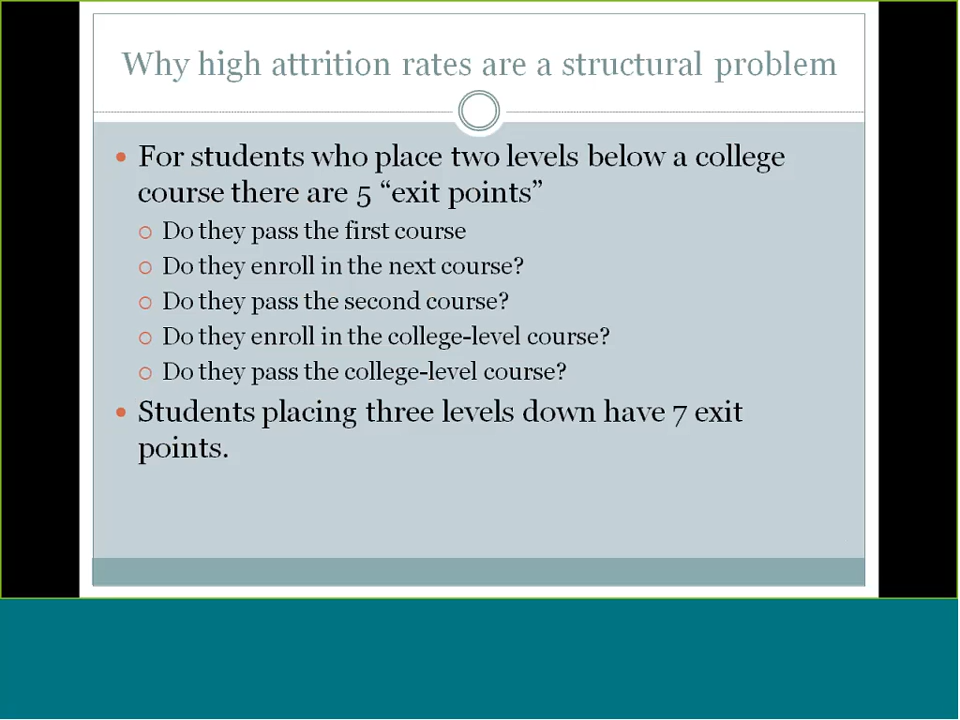 Why high attrition rates are a structural problem
• For students who place two levels below a college
course there are 5 “exit points”
○ Do they pass the first course
○ Do they enroll in the next course?
○ Do they pass the second course?
○ Do they enroll in the college-level course?
○ Do they pass the college-level course?
• Students placing three levels down have 7 exit
points.